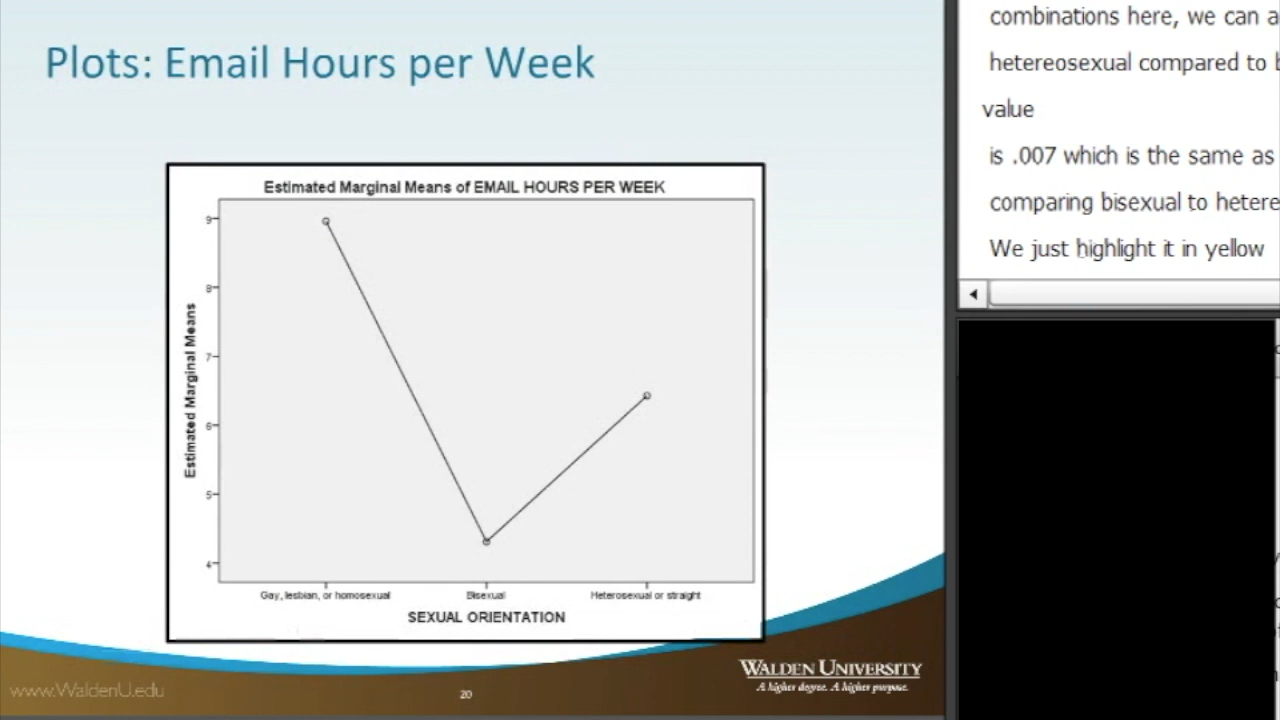 Plots: Email Hours per Week
Estimated Marginal Means of EMAIL HOURS PER WEEK
Estimated Marginal Means
9
8
7
6
5
4
Gay, lesbian, or homosexual
Bisexual
Heterosexual or straight
SEXUAL ORIENTATION
www.WaldenU.edu
20
WALDEN UNIVERSITY
A higher degree. A higher purpose.
combinations here, we can
hetereosexual compared to
value
is .007 which is the same as
comparing bisexual to
We just highlight it in yellow